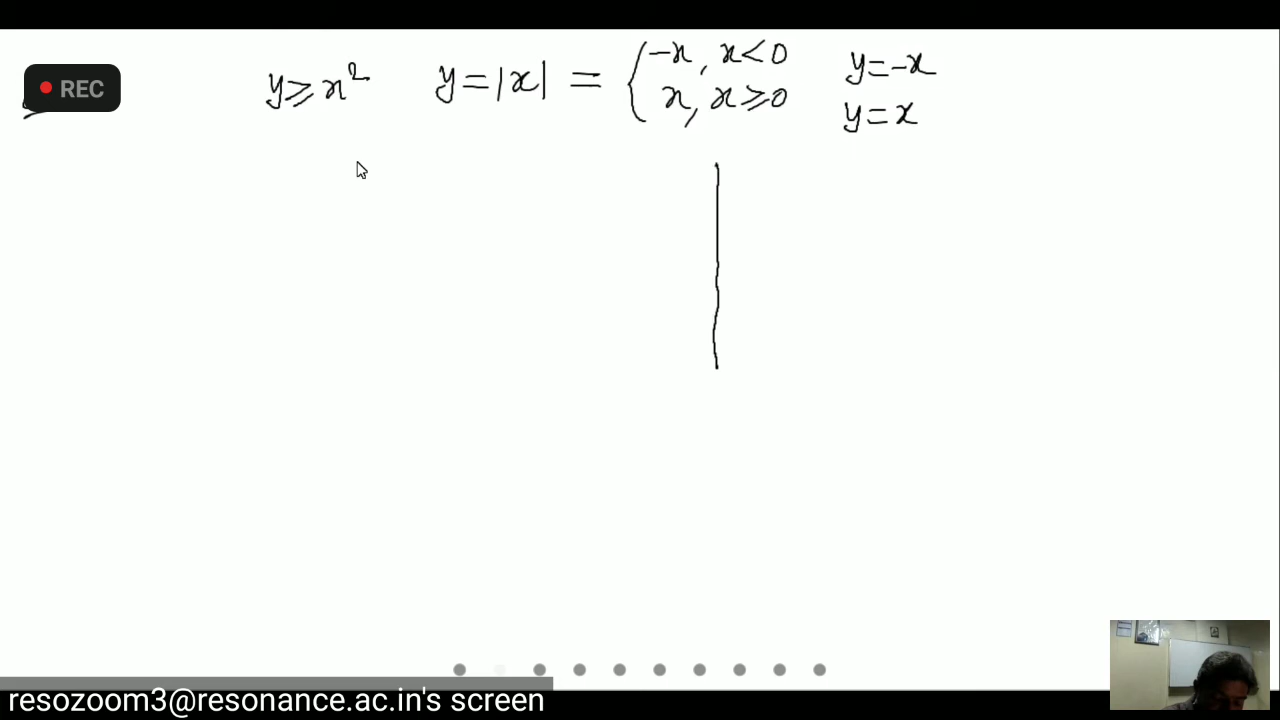 REC
y ≥ x² y = |x| = { -x, x < 0 y = -x
x, x ≥ 0 y = x
resozoom3@resonance.ac.in's screen